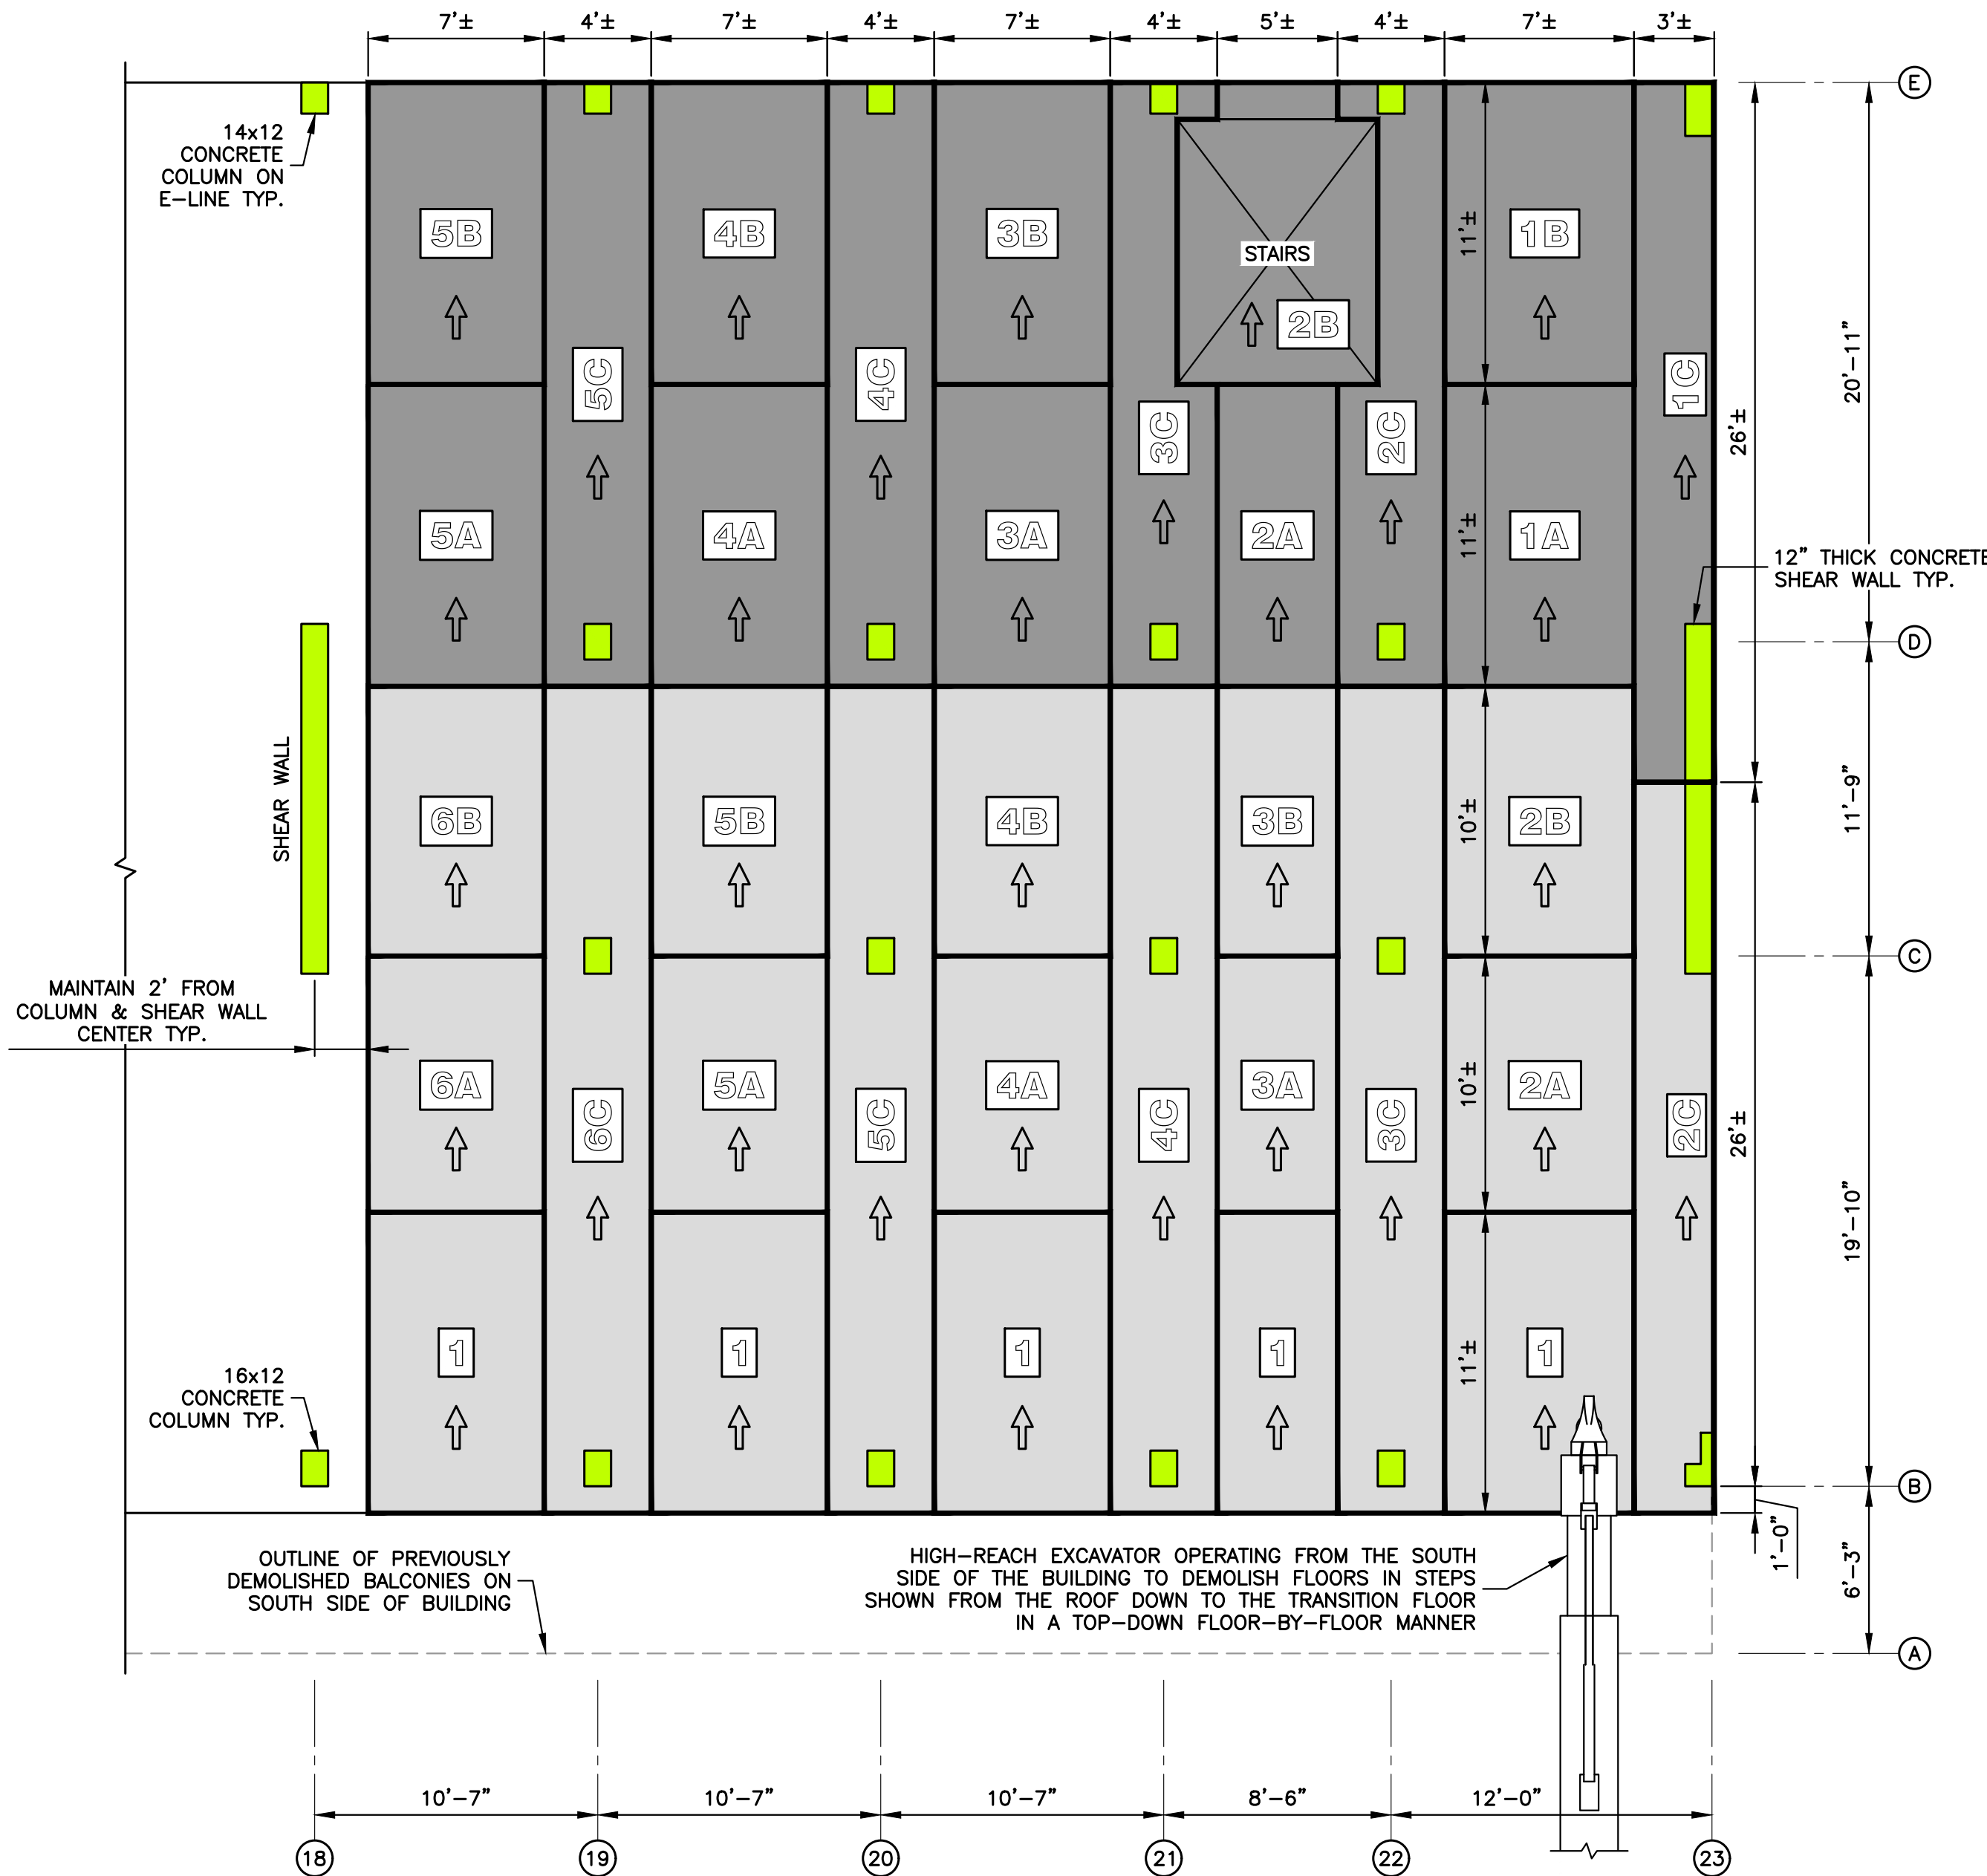 7'± 4'± 7'± 4'± 7'± 4'± 5'± 4'± 7'± 3'±
E
14x12
CONCRETE
COLUMN ON
E-LINE TYP.
5B 4B 3B 1B
11'±
STAIRS
2B
5C 4C 1C
20'-11"
3C 2C
26'±
5A 4A 3A 2A 1A
11'±
12" THICK CONCRETE
SHEAR WALL TYP.
D
SHEAR WALL
6B 5B 4B 3B 2B
10'±
11'-9"
C
MAINTAIN 2' FROM
COLUMN & SHEAR WALL
CENTER TYP.
6A 5A 4A 3A 2A
10'±
6C 5C 4C 3C 2C
26'±
19'-10"
1 1 1 1 1
11'±
16x12
CONCRETE
COLUMN TYP.
B
1'-0"
6'-3"
OUTLINE OF PREVIOUSLY
DEMOLISHED BALCONIES ON
SOUTH SIDE OF BUILDING
HIGH-REACH EXCAVATOR OPERATING FROM THE SOUTH
SIDE OF THE BUILDING TO DEMOLISH FLOORS IN STEPS
SHOWN FROM THE ROOF DOWN TO THE TRANSITION FLOOR
IN A TOP-DOWN FLOOR-BY-FLOOR MANNER
A
10'-7" 10'-7" 10'-7" 8'-6" 12'-0"
18 19 20 21 22 23